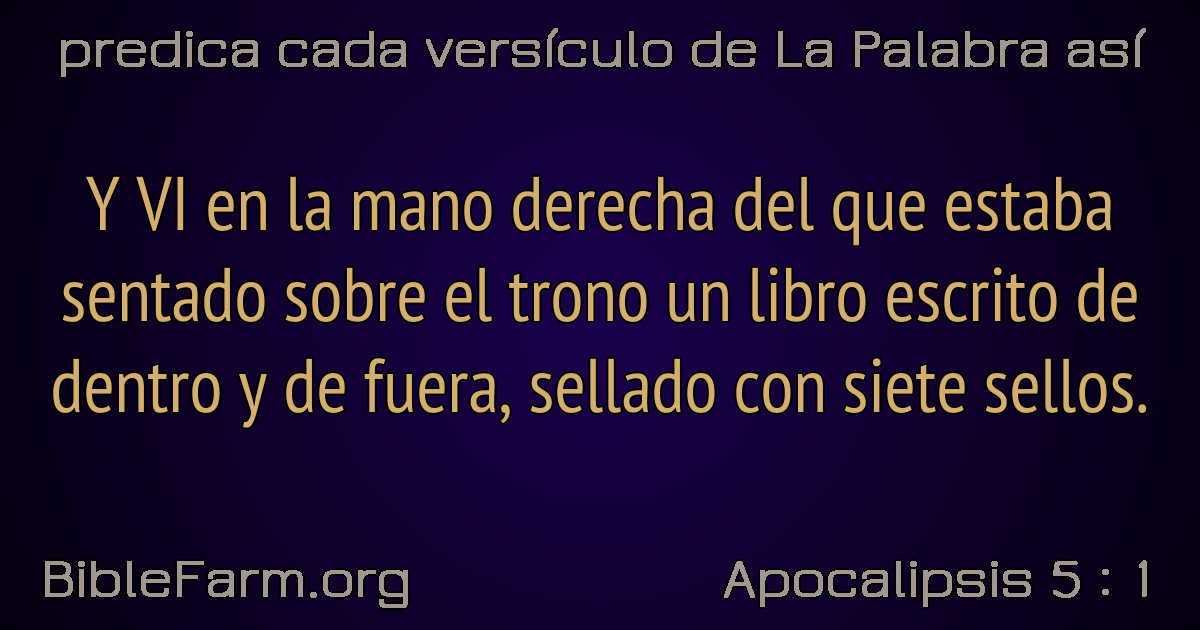 predica cada versículo de La Palabra así
Y VI en la mano derecha del que estaba
sentado sobre el trono un libro escrito de
dentro y de fuera, sellado con siete sellos.
BibleFarm.org
Apocalipsis 5 : 1